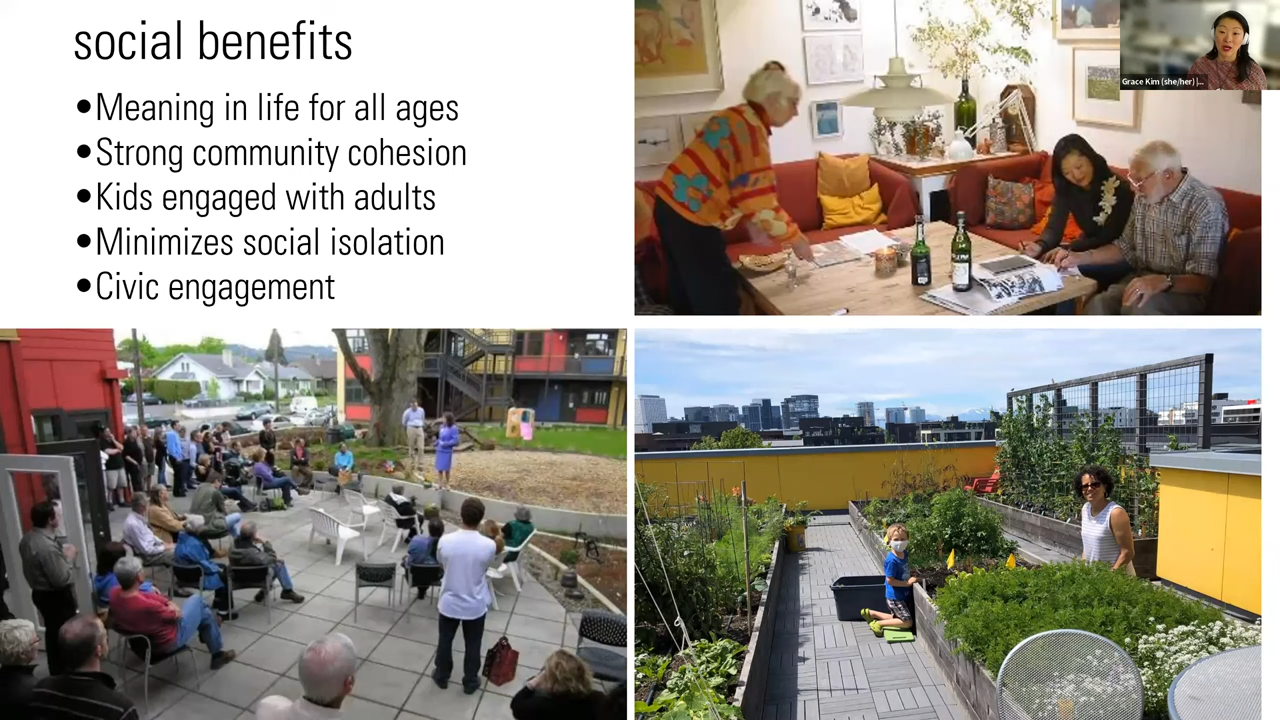 social benefits
•Meaning in life for all ages
•Strong community cohesion
•Kids engaged with adults
•Minimizes social isolation
•Civic engagement
Grace Kim (she/her) |...